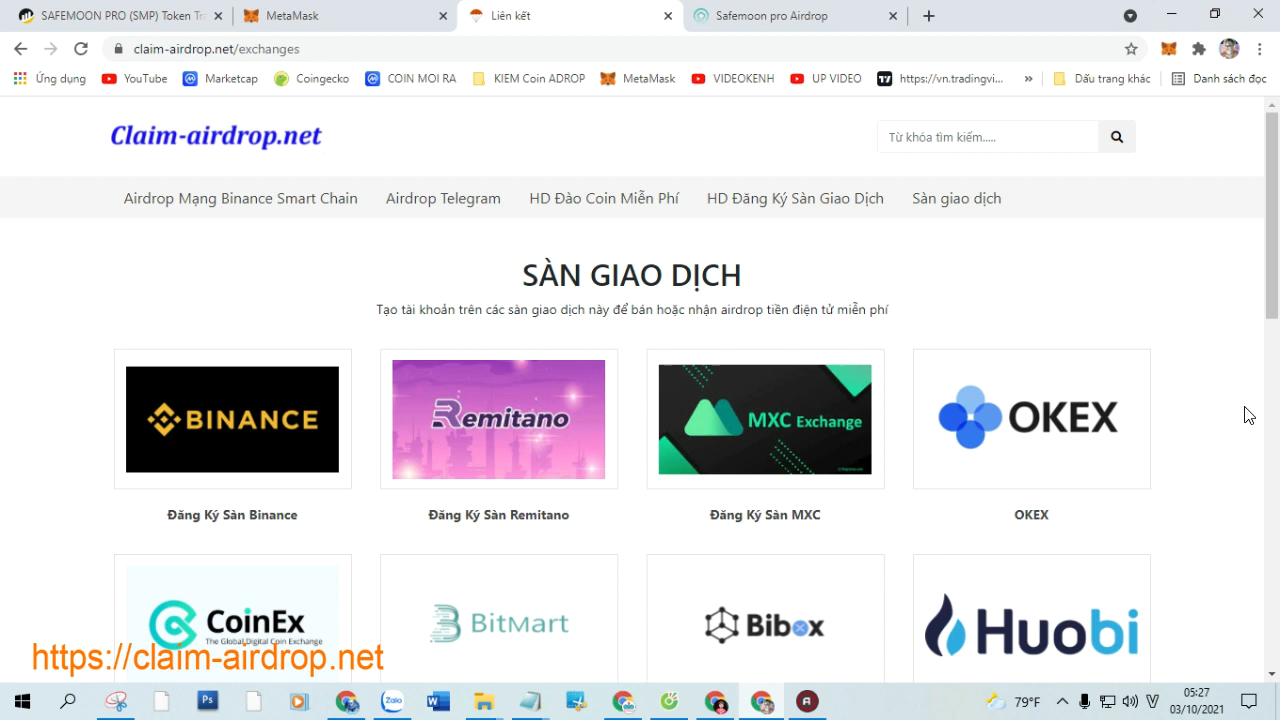 SAFEMOON PRO (SMP) Token Tr
MetaMask
Liên kết
Safemoon pro Airdrop
claim-airdrop.net/exchanges
Ứng dụng
YouTube
Marketcap
Coingecko
COIN MOI RA
KIEM Coin ADROP
MetaMask
VIDEOKENH
UP VIDEO
https://vn.tradingvi...
»
Dấu trang khác
Danh sách đọc
Claim-airdrop.net
Từ khóa tìm kiếm.....
Airdrop Mạng Binance Smart Chain
Airdrop Telegram
HD Đào Coin Miễn Phí
HD Đăng Ký Sàn Giao Dịch
Sàn giao dịch
SÀN GIAO DỊCH
Tạo tài khoản trên các sàn giao dịch này để bán hoặc nhận airdrop tiền điện tử miễn phí
BINANCE
Remitano
MXC Exchange
OKEX
Đăng Ký Sàn Binance
Đăng Ký Sàn Remitano
Đăng Ký Sàn MXC
OKEX
CoinEx
The Global Digital Coin Exchange
BitMart
Bibox
Huobi
https://claim-airdrop.net
79°F
05:27
03/10/2021